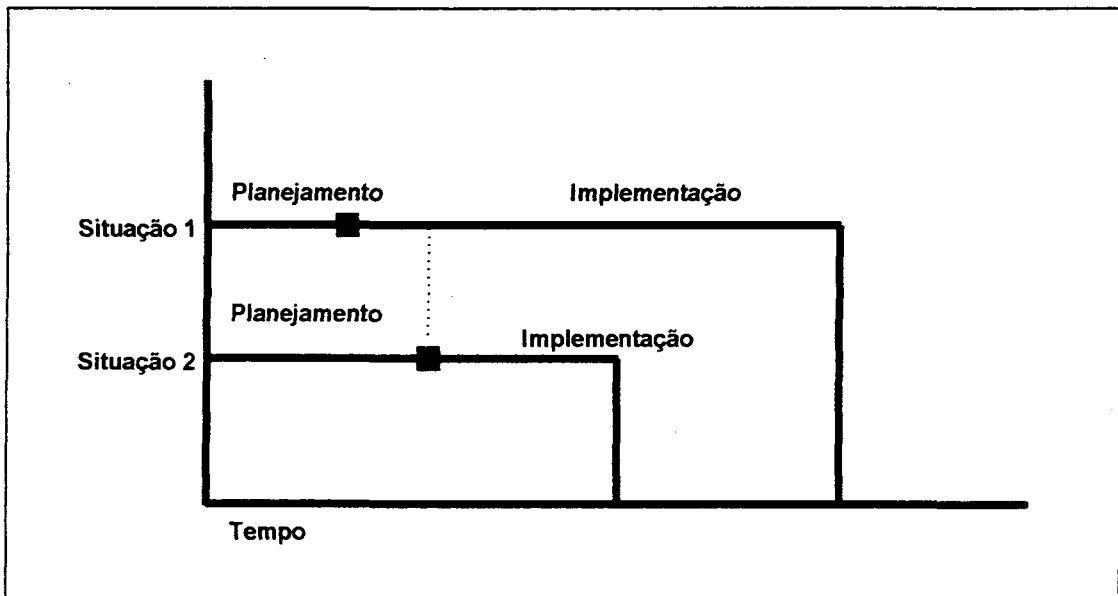 Planejamento Implementação
Situação 1
Planejamento
Implementação
Situação 2
Tempo